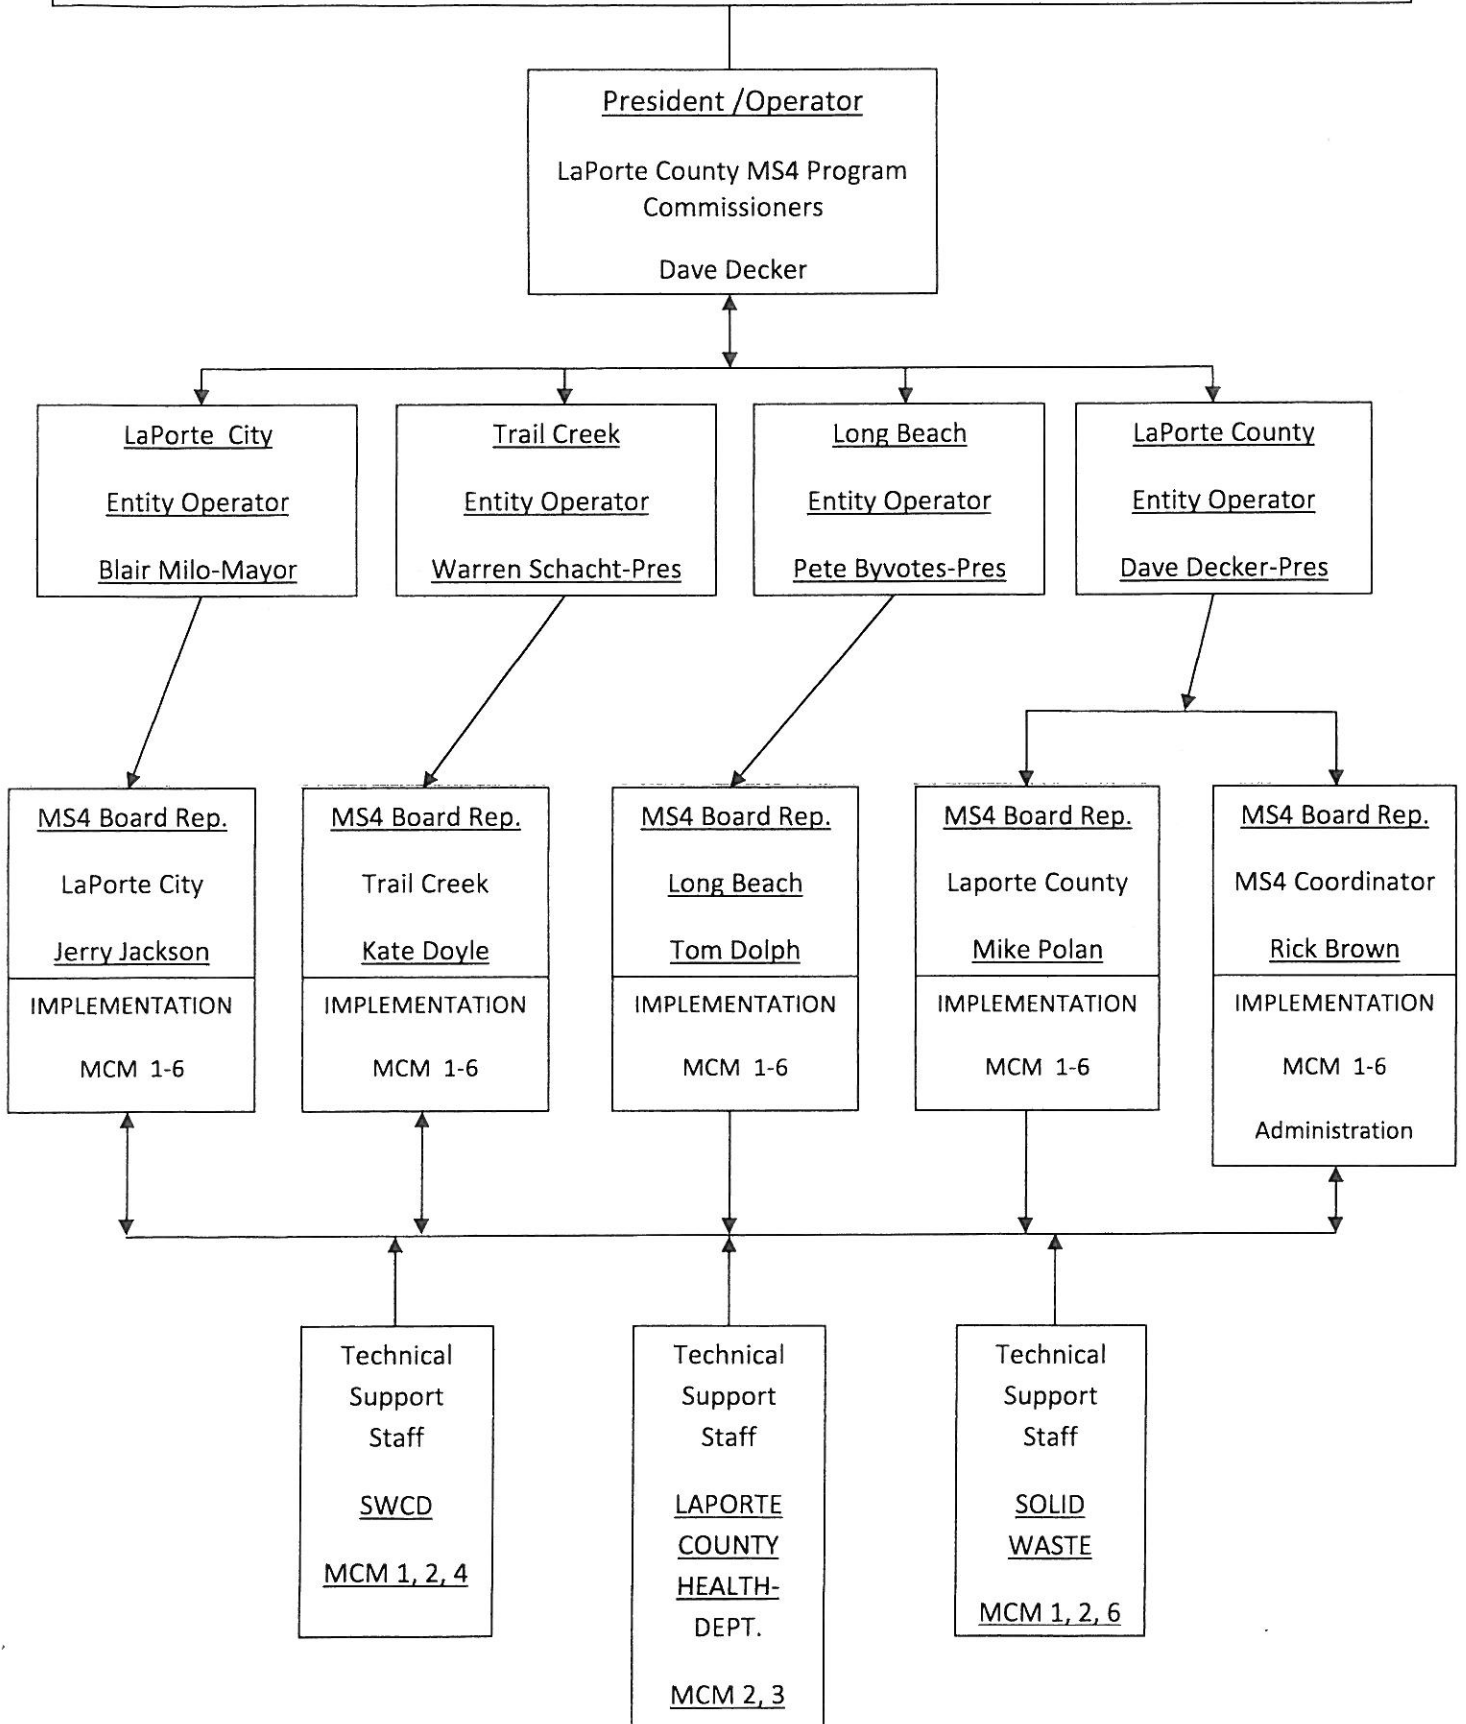 President /Operator
LaPorte County MS4 Program
Commissioners
Dave Decker
LaPorte City
Entity Operator
Blair Milo-Mayor
Trail Creek
Entity Operator
Warren Schacht-Pres
Long Beach
Entity Operator
Pete Byvotes-Pres
LaPorte County
Entity Operator
Dave Decker-Pres
MS4 Board Rep.
LaPorte City
Jerry Jackson
IMPLEMENTATION
MCM 1-6
MS4 Board Rep.
Trail Creek
Kate Doyle
IMPLEMENTATION
MCM 1-6
MS4 Board Rep.
Long Beach
Tom Dolph
IMPLEMENTATION
MCM 1-6
MS4 Board Rep.
Laporte County
Mike Polan
IMPLEMENTATION
MCM 1-6
MS4 Board Rep.
MS4 Coordinator
Rick Brown
IMPLEMENTATION
MCM 1-6
Administration
Technical
Support
Staff
SWCD
MCM 1, 2, 4
Technical
Support
Staff
LAPORTE
COUNTY
HEALTH-
DEPT.
MCM 2, 3
Technical
Support
Staff
SOLID
WASTE
MCM 1, 2, 6